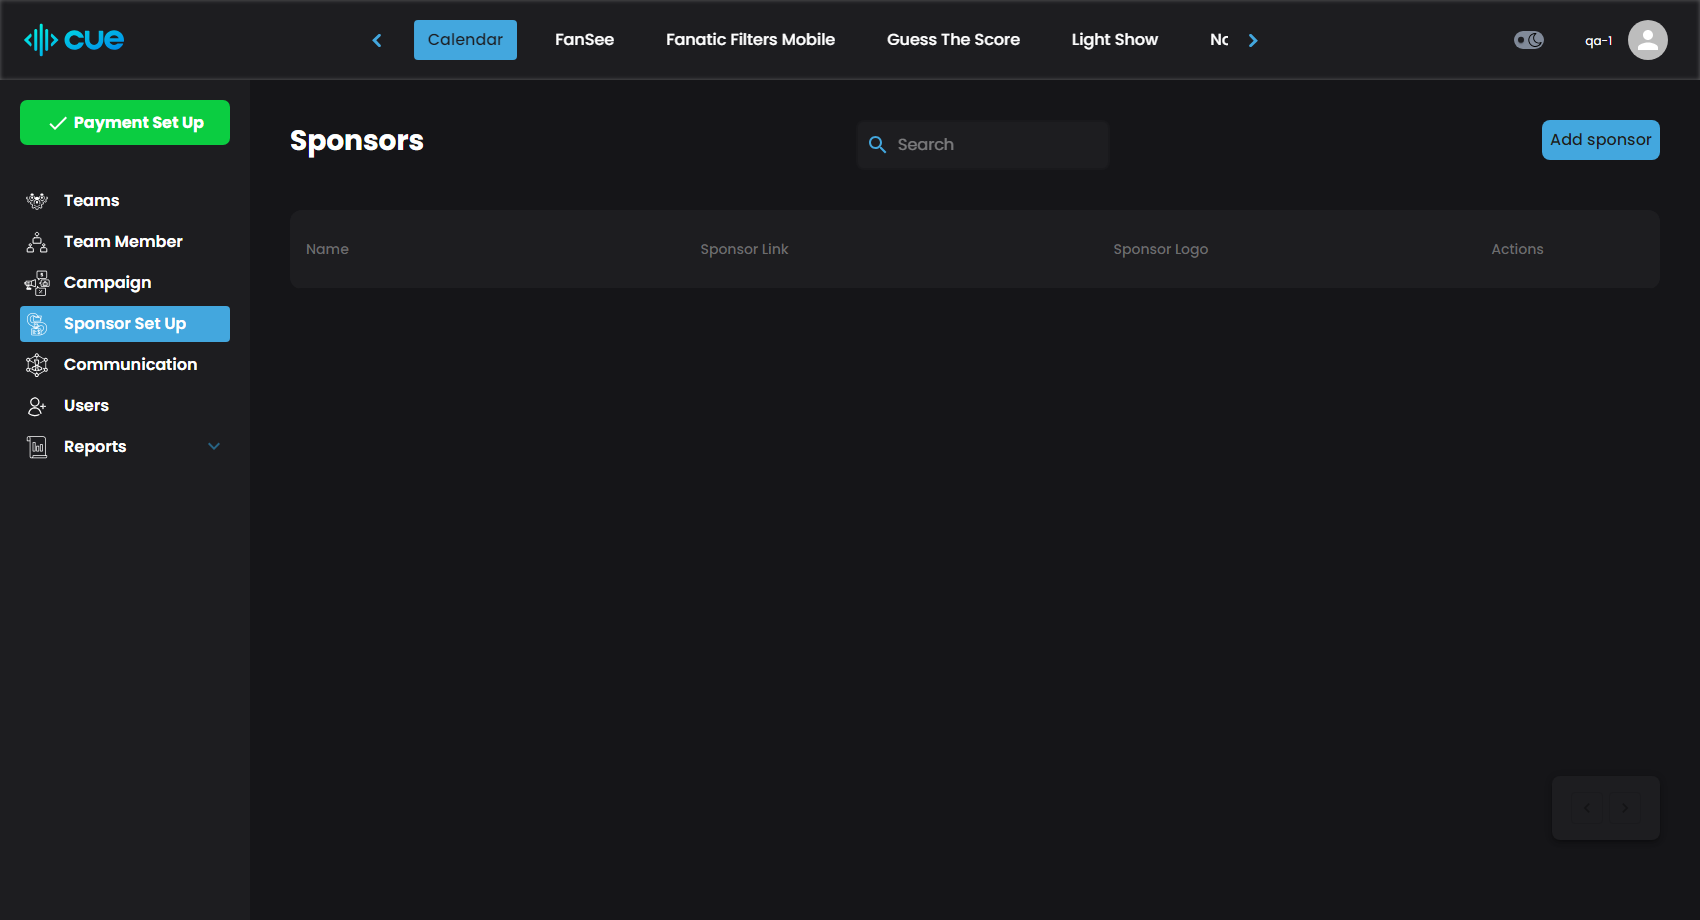 cue
Calendar
FanSee
Fanatic Filters Mobile
Guess The Score
Light Show
qa-1
Payment Set Up
Teams
Team Member
Campaign
Sponsor Set Up
Communication
Users
Reports
Sponsors
Search
Add sponsor
Name
Sponsor Link
Sponsor Logo
Actions